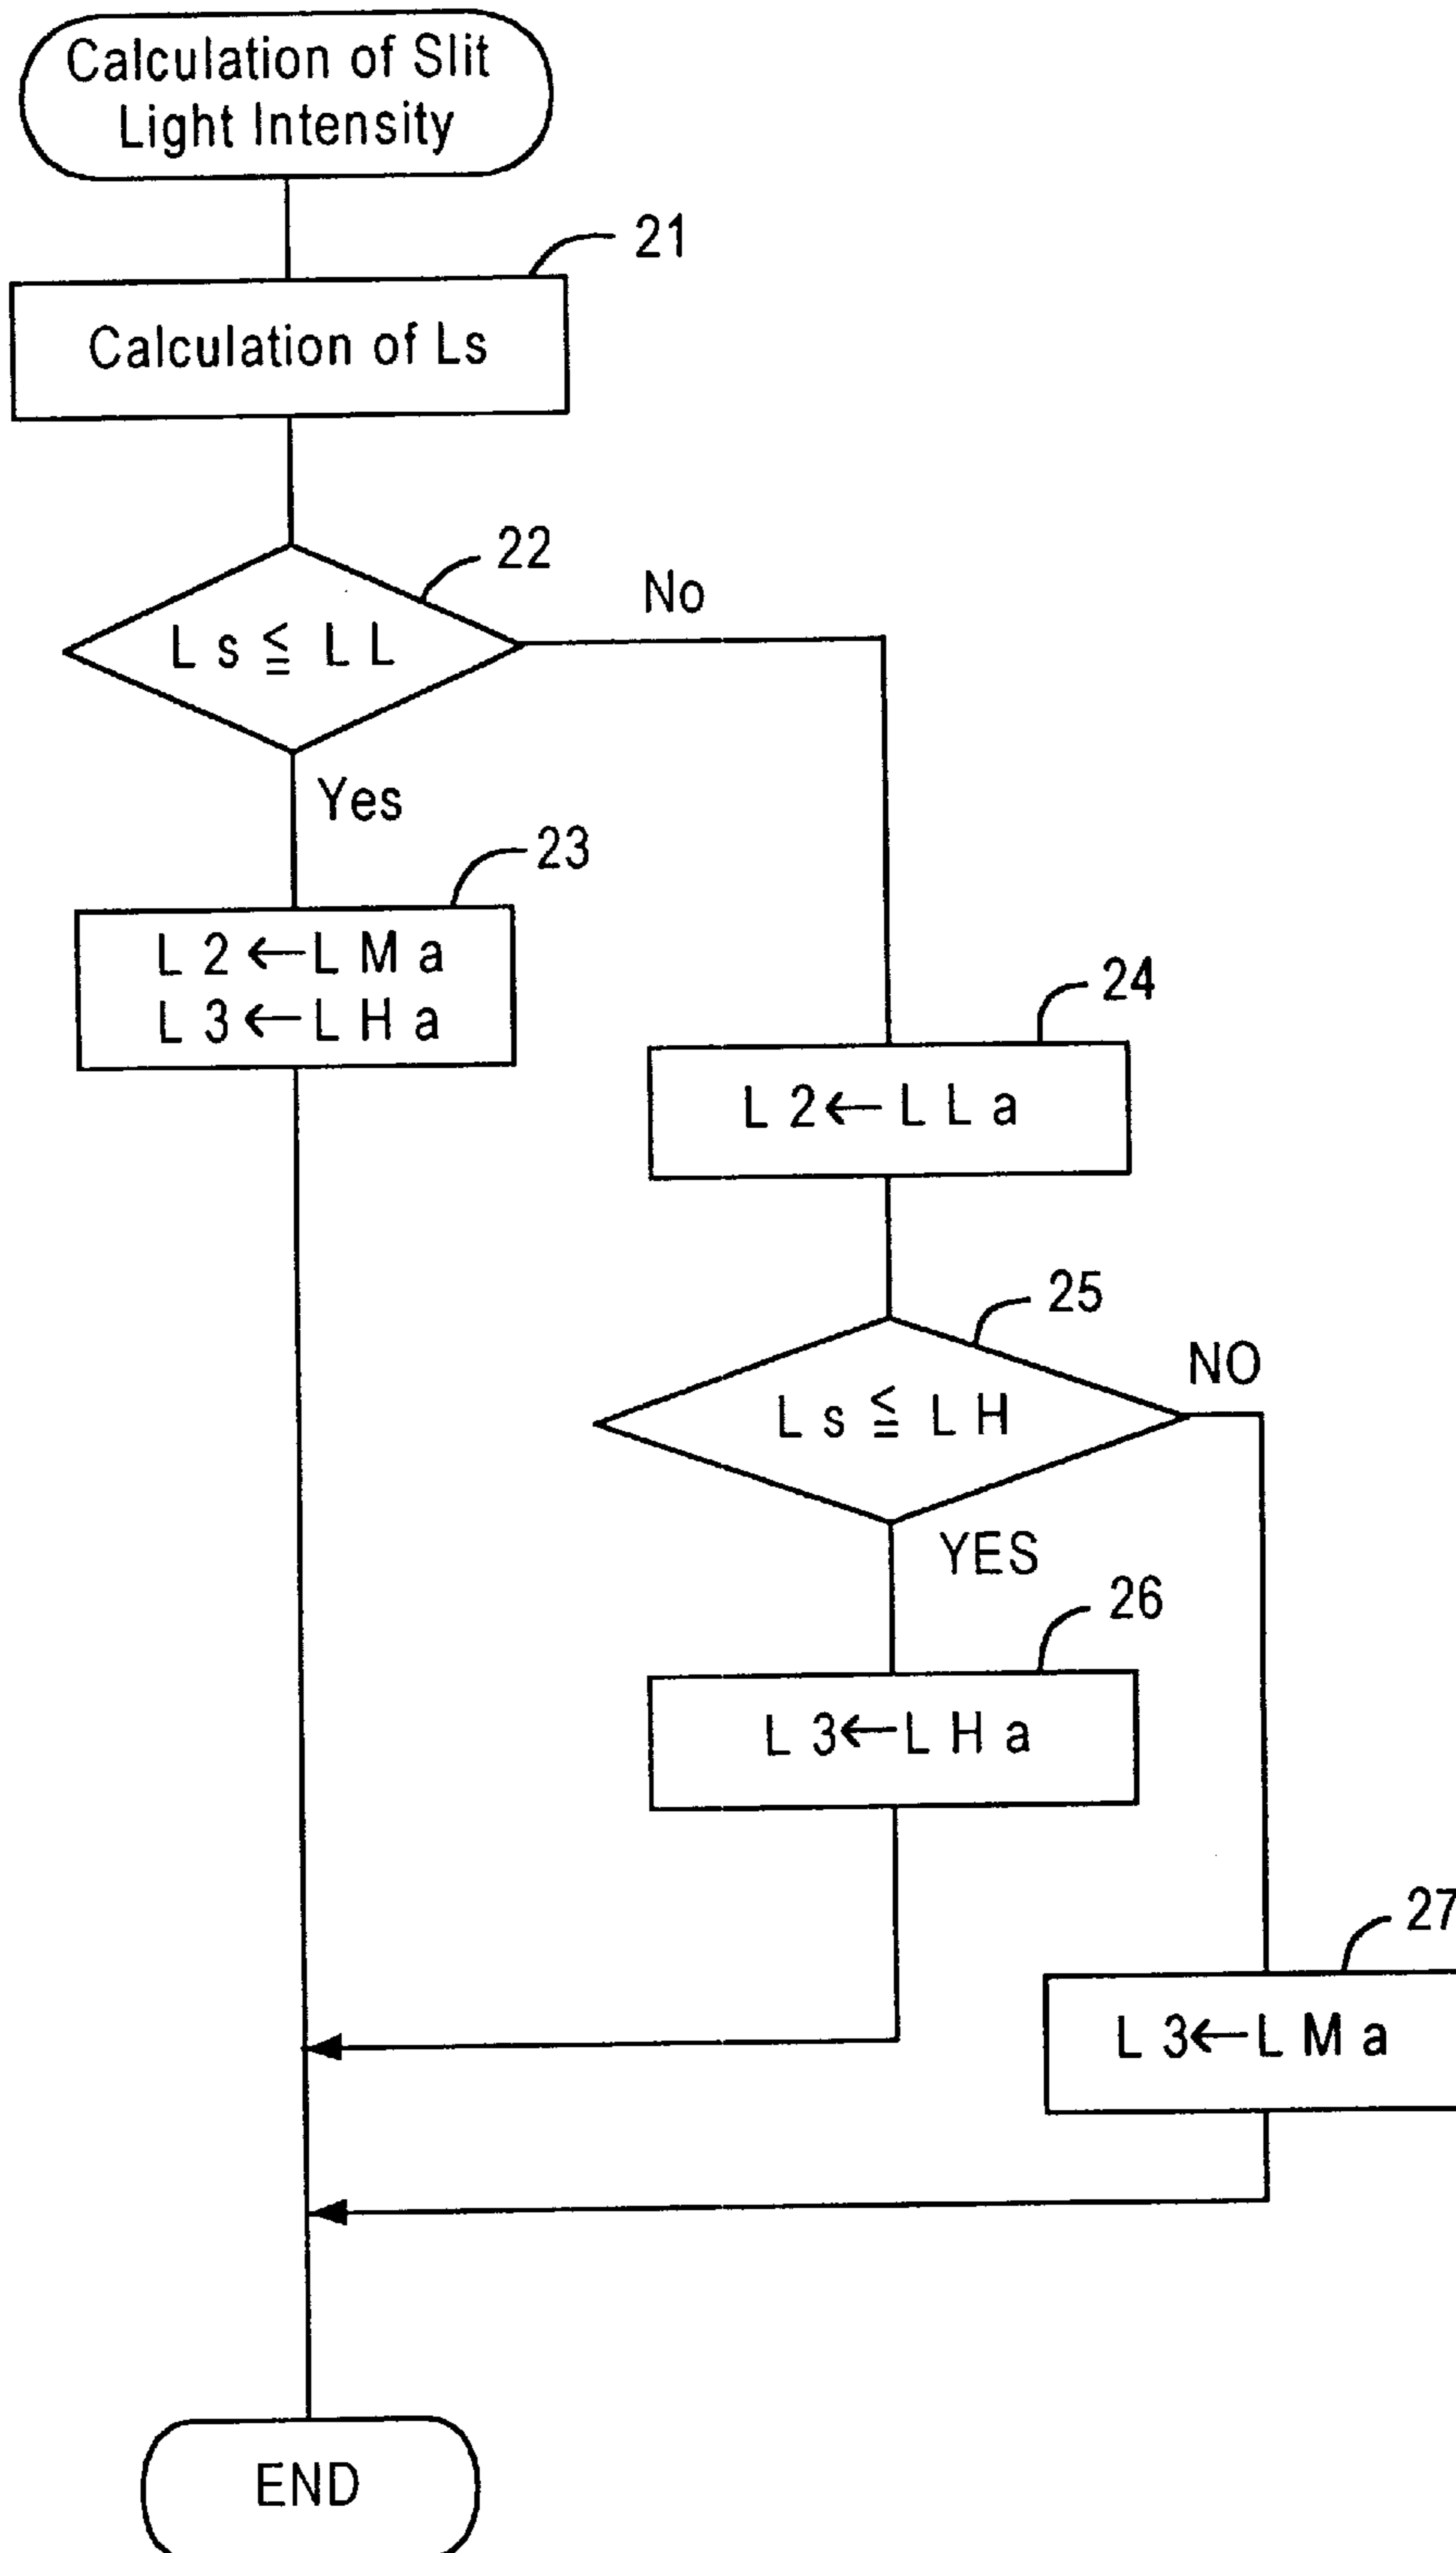 Calculation of Slit
Light Intensity
21
Calculation of Ls
22
No
L s ≦ L L
Yes
23
L 2 ← L M a
L 3 ← L H a
24
L 2 ← L L a
25
NO
L s ≦ L H
YES
26
L 3 ← L H a
27
L 3 ← L M a
END